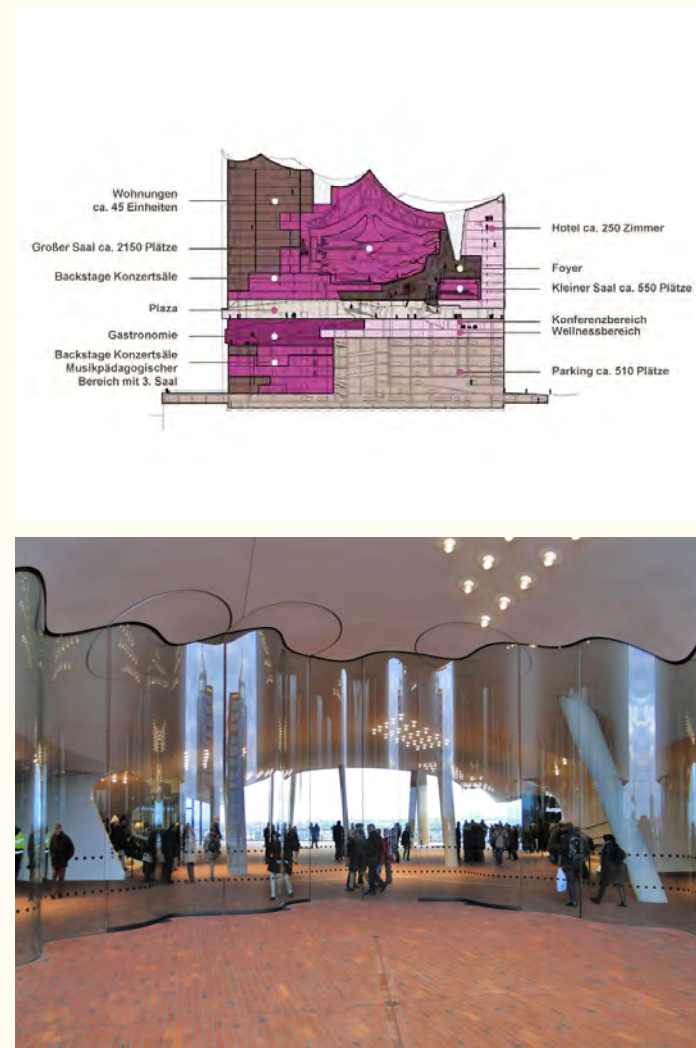 Wohnungen
ca. 45 Einheiten
Großer Saal ca. 2150 Plätze
Backstage Konzertsäle
Plaza
Gastronomie
Backstage Konzertsäle
Musikpädagogischer
Bereich mit 3. Saal
Hotel ca. 250 Zimmer
Foyer
Kleiner Saal ca. 550 Plätze
Konferenzbereich
Wellnessbereich
Parking ca. 510 Plätze